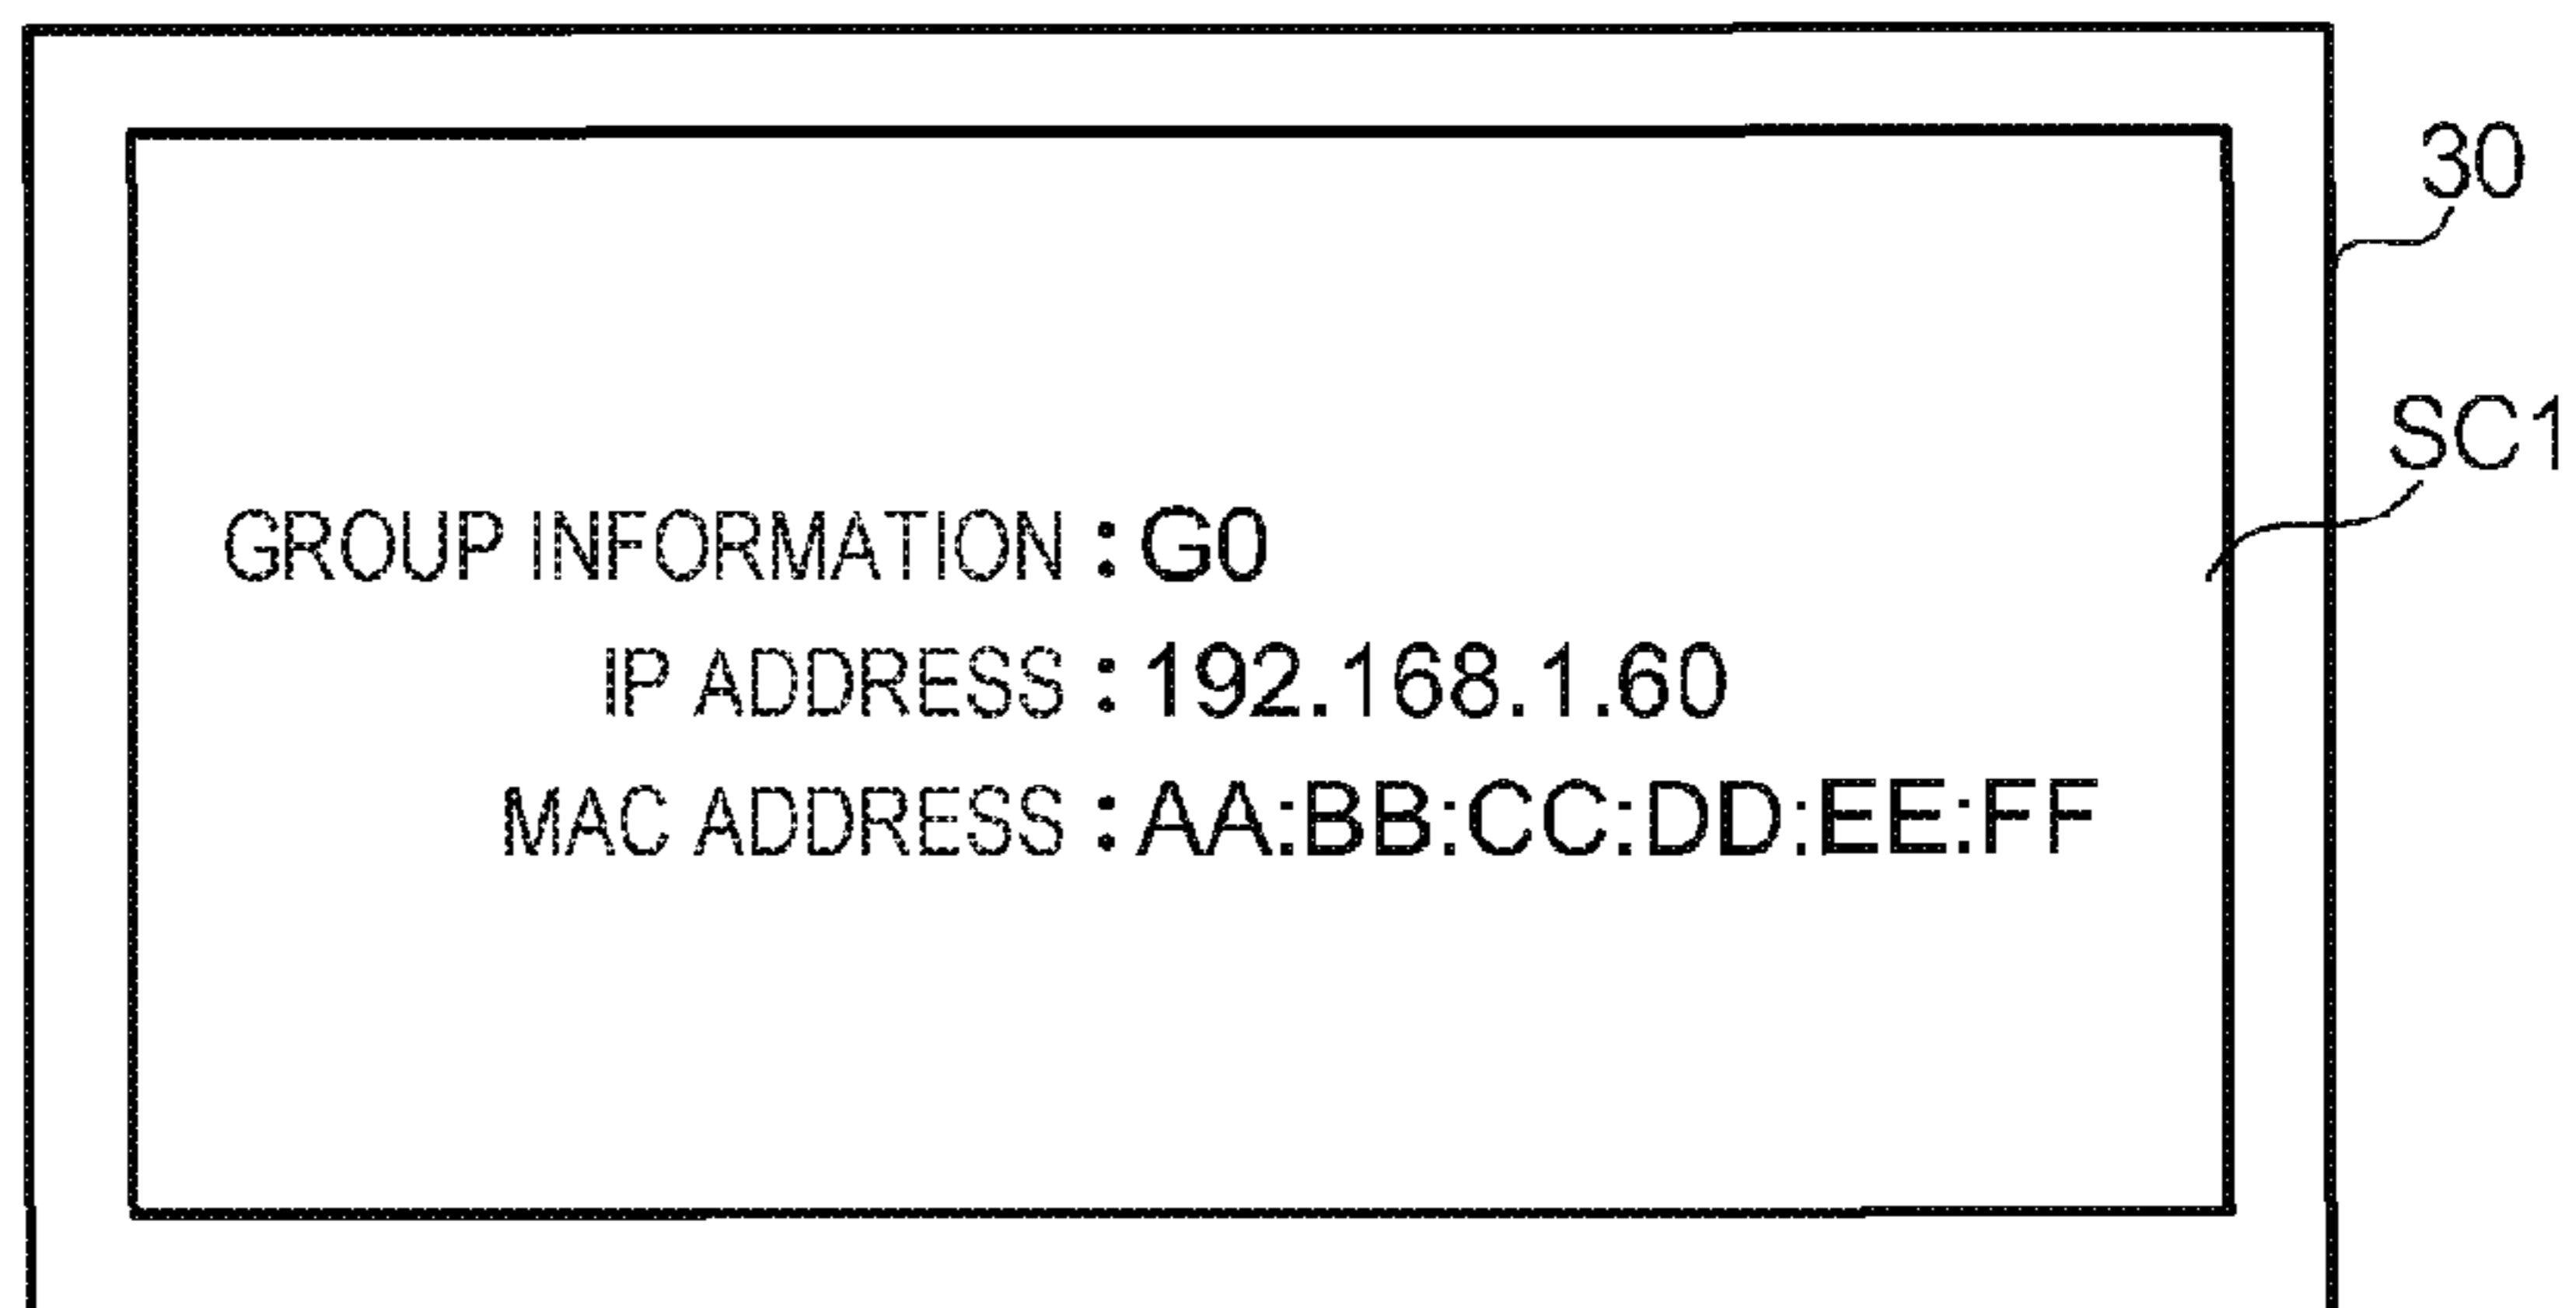 30
SC1
GROUP INFORMATION : G0
IP ADDRESS : 192.168.1.60
MAC ADDRESS : AA:BB:CC:DD:EE:FF